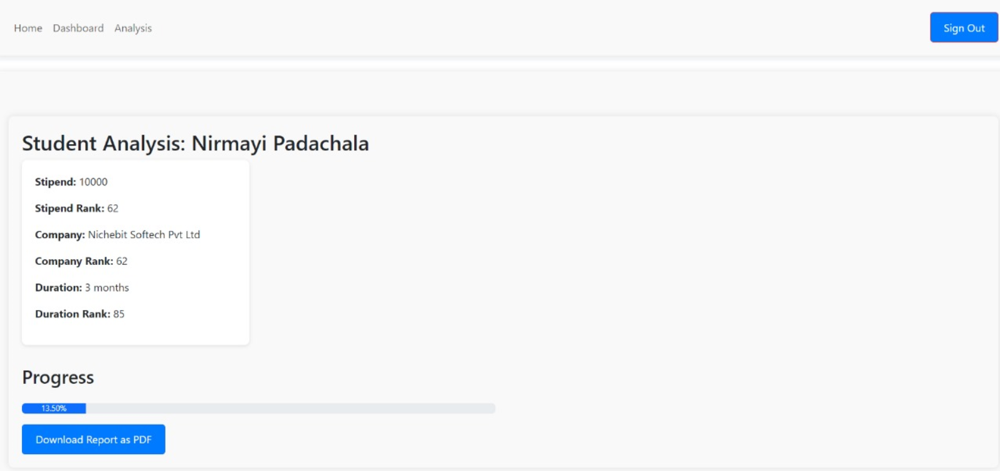 Home Dashboard Analysis Sign Out
Student Analysis: Nirmayi Padachala
Stipend: 10000
Stipend Rank: 62
Company: Nichebit Softech Pvt Ltd
Company Rank: 62
Duration: 3 months
Duration Rank: 85
Progress
13.50%
Download Report as PDF